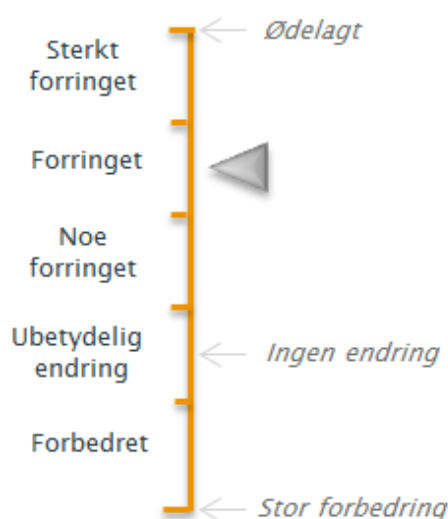 Ødelagt
Sterkt
forringet
Forringet
Noe
forringet
Ubetydelig
endring
Ingen endring
Forbedret
Stor forbedring